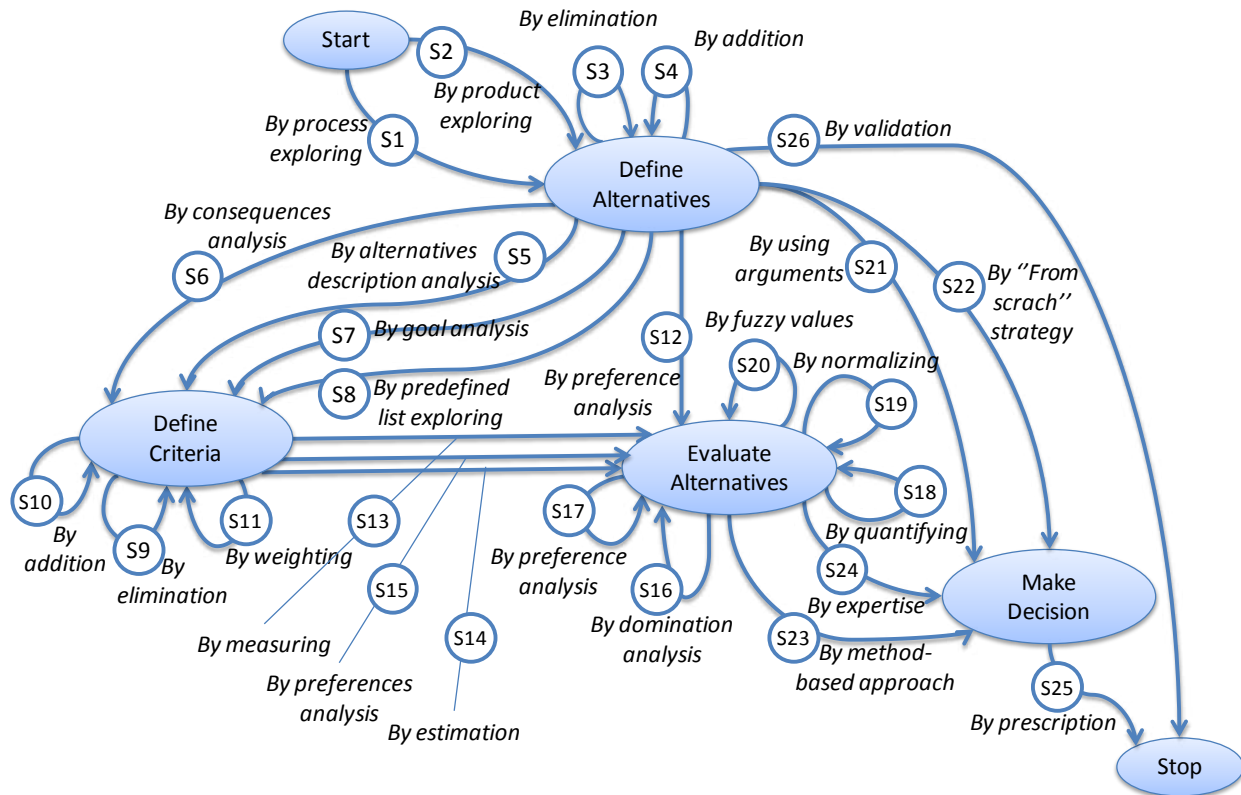 Start
S2
By elimination
S3
S4
By addition
By product
exploring
By process
exploring
S1
S26
By validation
Define
Alternatives
By consequences
analysis
S6
By alternatives
description analysis
S5
By using
arguments
S21
S22
By ‘’From
scrach’’
strategy
S7
By goal analysis
S8
By predefined
list exploring
S12
By preference
analysis
By fuzzy values
S20
By normalizing
S19
Define
Criteria
Evaluate
Alternatives
S10
By
addition
S9
By
elimination
S11
By weighting
S13
By measuring
S15
By preferences
analysis
S14
By estimation
S17
By preference
analysis
S16
By domination
analysis
S18
By quantifying
S24
By expertise
S23
By method-
based approach
Make
Decision
S25
By prescription
Stop